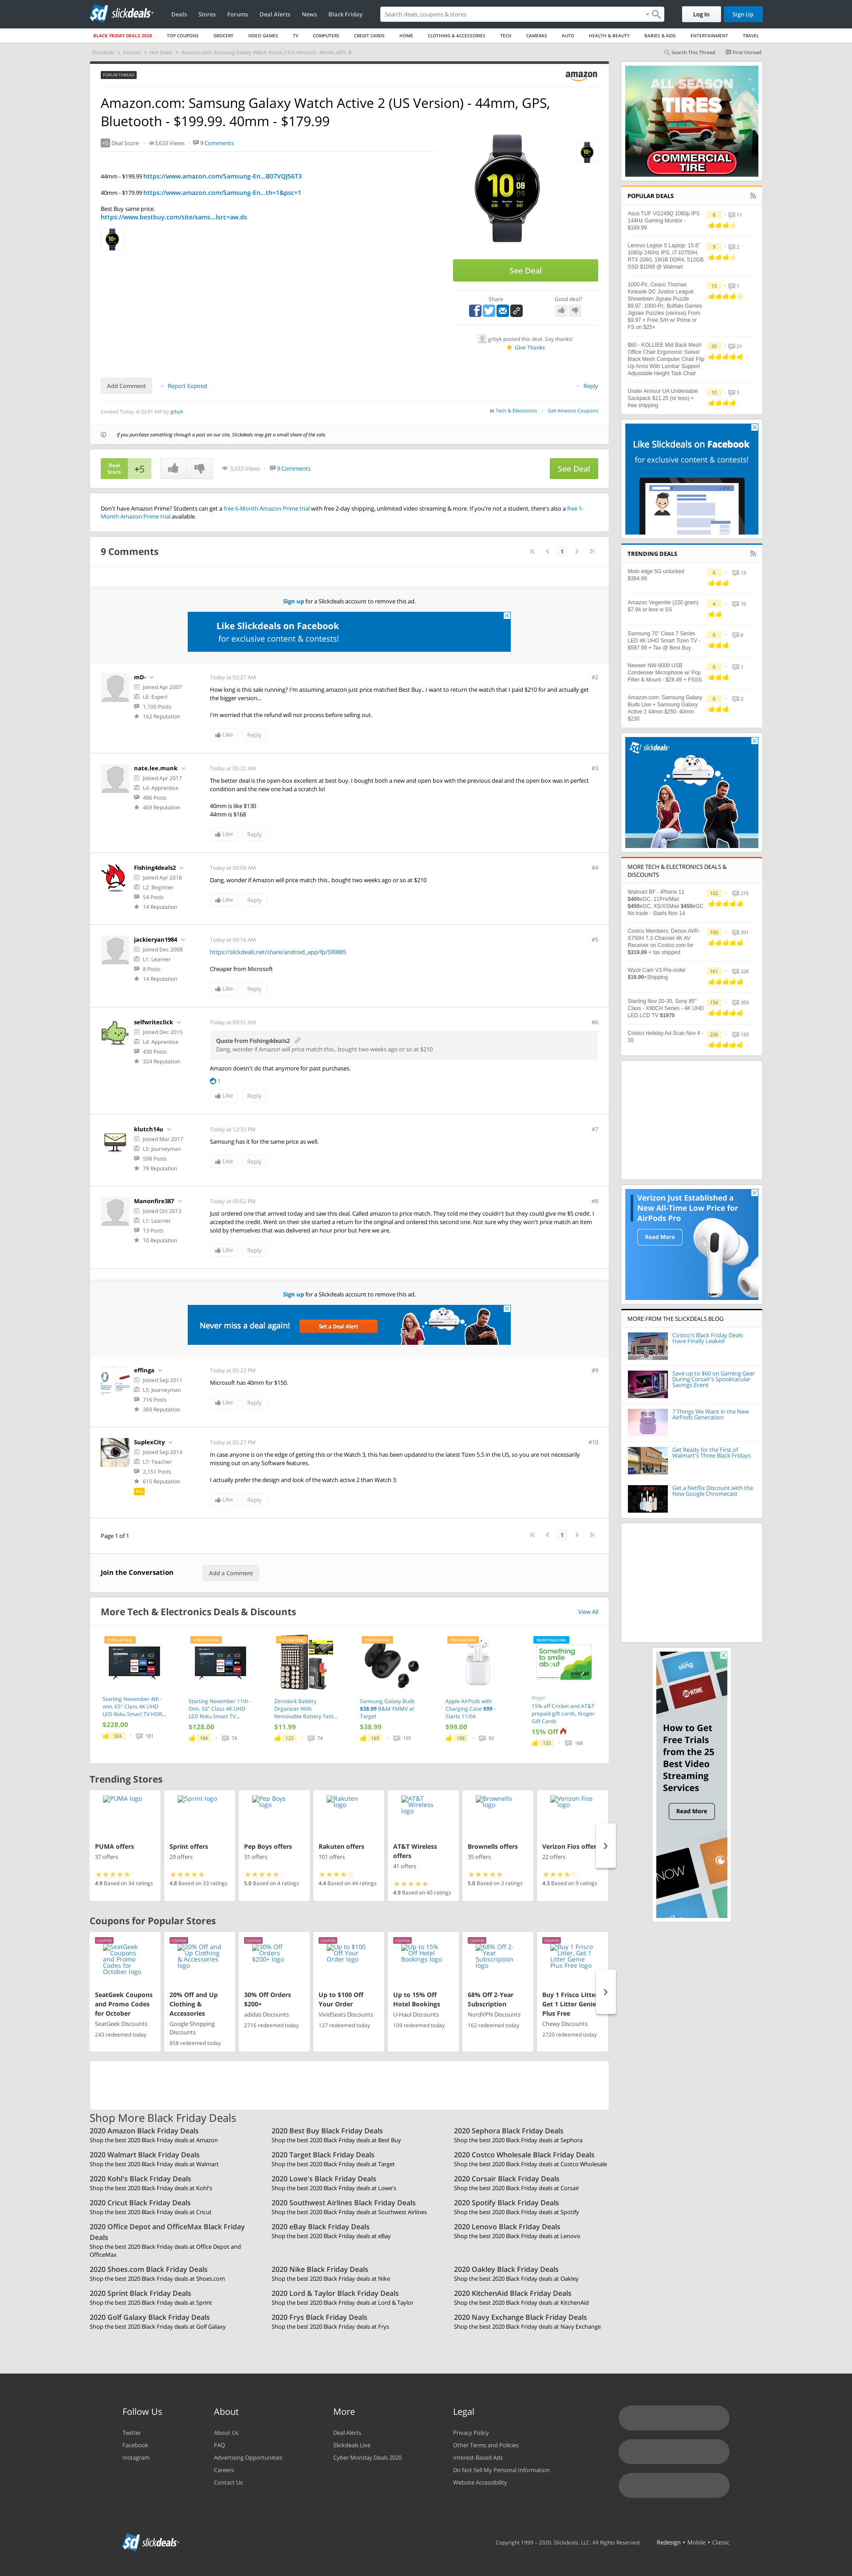 slickdeals
Deals Stores Forums Deal Alerts News Black Friday
Search deals, coupons & stores
Log In Sign Up
BLACK FRIDAY DEALS 2020 TOP COUPONS GROCERY VIDEO GAMES TV COMPUTERS CREDIT CARDS HOME CLOTHING & ACCESSORIES TECH CAMERAS AUTO HEALTH & BEAUTY BABIES & KIDS ENTERTAINMENT TRAVEL
Slickdeals Forums Hot Deals Amazon.com: Samsung Galaxy Watch Active 2 (US Version) - 44mm, GPS, B...
Search This Thread First Unread
FORUM THREAD
amazon
Amazon.com: Samsung Galaxy Watch Active 2 (US Version) - 44mm, GPS,
Bluetooth - $199.99. 40mm - $179.99
+5 Deal Score 3,633 Views 9 Comments
44mm - $199.99 https://www.amazon.com/Samsung-En...B07VQJ56T3
40mm - $179.99 https://www.amazon.com/Samsung-En...th=1&psc=1
Best Buy same price.
https://www.bestbuy.com/site/sams...lsrc=aw.ds
See Deal
Share Good deal?
grbyk posted this deal. Say thanks!
Give Thanks
Add Comment Report Expired Reply
Created Today at 02:01 AM by grbyk
in Tech & Electronics Get Amazon Coupons
If you purchase something through a post on our site, Slickdeals may get a small share of the sale.
Deal Score +5 3,633 Views 9 Comments See Deal
Don't have Amazon Prime? Students can get a free 6-Month Amazon Prime trial with free 2-day shipping, unlimited video streaming & more. If you're not a student, there's also a free 1-
Month Amazon Prime trial available.
9 Comments
1
Sign up for a Slickdeals account to remove this ad.
Like Slickdeals on Facebook
for exclusive content & contests!
mD- Today at 02:27 AM #2
Joined Apr 2007
L6: Expert
1,100 Posts
162 Reputation
How long is this sale running? I'm assuming amazon just price matched Best Buy.. I want to return the watch that I paid $210 for and actually get
the bigger version...
I'm worried that the refund will not process before selling out.
Like Reply
nate.lee.munk Today at 05:22 AM #3
Joined Apr 2017
L4: Apprentice
486 Posts
469 Reputation
The better deal is the open-box excellent at best buy. I bought both a new and open box with the previous deal and the open box was in perfect
condition and the new one had a scratch lol
40mm is like $130
44mm is $168
Like Reply
Fishing4deals2 Today at 09:09 AM #4
Joined Apr 2018
L2: Beginner
54 Posts
14 Reputation
Dang, wonder if Amazon will price match this.. bought two weeks ago or so at $210
Like Reply
jackieryan1984 Today at 09:16 AM #5
Joined Dec 2008
L1: Learner
8 Posts
14 Reputation
https://slickdeals.net/share/android_app/fp/599885
Cheaper from Microsoft
Like Reply
selfwriteclick Today at 09:31 AM #6
Joined Dec 2015
L4: Apprentice
430 Posts
324 Reputation
Quote from Fishing4deals2
Dang, wonder if Amazon will price match this.. bought two weeks ago or so at $210
Amazon doesn't do that anymore for past purchases.
1
Like Reply
klutch14u Today at 12:33 PM #7
Joined Mar 2017
L5: Journeyman
598 Posts
78 Reputation
Samsung has it for the same price as well.
Like Reply
Manonfire387 Today at 05:02 PM #8
Joined Oct 2013
L1: Learner
13 Posts
10 Reputation
Just ordered one that arrived today and saw this deal. Called amazon to price match. They told me they couldn't but they could give me $5 credit. I
accepted the credit. Went on their site started a return for the original and ordered this second one. Not sure why they won't price match an item
sold by themselves that was delivered an hour prior but here we are.
Like Reply
Sign up for a Slickdeals account to remove this ad.
Never miss a deal again! Set a Deal Alert
effinga Today at 05:23 PM #9
Joined Sep 2011
L5: Journeyman
716 Posts
360 Reputation
Microsoft has 40mm for $150.
Like Reply
SuplexCity Today at 05:27 PM #10
Joined Sep 2014
L7: Teacher
2,151 Posts
615 Reputation
Pro
In case anyone is on the edge of getting this or the Watch 3, this has been updated to the latest Tizen 5.5 in the US, so you are not necessarily
missing out on any Software features.
I actually prefer the design and look of the watch active 2 than Watch 3.
Like Reply
Page 1 of 1
1
Join the Conversation Add a Comment
More Tech & Electronics Deals & Discounts View All
Starting November 4th - onn. 65" Class 4K UHD LED Roku Smart TV HDR... $228.00 324 181
Starting November 11th - Onn. 50" Class 4K UHD LED Roku Smart TV... $128.00 184 74
Zerodark Battery Organizer With Removable Battery Test... $11.99 123 74
Samsung Galaxy Buds $38.99 B&M YMMV at Target $38.99 169 155
Apple AirPods with Charging Case $99 - Starts 11/04 $99.00 188 92
Kroger 15% off Cricket and AT&T prepaid gift cards, Kroger Gift Cards 15% Off 133 168
Trending Stores
PUMA logo PUMA offers 37 offers 4.9 Based on 34 ratings
Sprint logo Sprint offers 29 offers 4.8 Based on 33 ratings
Pep Boys logo Pep Boys offers 31 offers 5.0 Based on 4 ratings
Rakuten logo Rakuten offers 101 offers 4.4 Based on 44 ratings
AT&T Wireless logo AT&T Wireless offers 41 offers 4.9 Based on 40 ratings
Brownells logo Brownells offers 35 offers 5.0 Based on 3 ratings
Verizon Fios logo Verizon Fios offer 22 offers 4.3 Based on 9 ratings
Coupons for Popular Stores
COUPON SeatGeek Coupons and Promo Codes for October logo SeatGeek Coupons and Promo Codes for October SeatGeek Discounts 243 redeemed today
COUPON 20% Off and Up Clothing & Accessories logo 20% Off and Up Clothing & Accessories Google Shopping Discounts 858 redeemed today
COUPON 30% Off Orders $200+ logo 30% Off Orders $200+ adidas Discounts 2716 redeemed today
COUPON Up to $100 Off Your Order logo Up to $100 Off Your Order VividSeats Discounts 127 redeemed today
COUPON Up to 15% Off Hotel Bookings logo Up to 15% Off Hotel Bookings U-Haul Discounts 109 redeemed today
COUPON 68% Off 2-Year Subscription logo 68% Off 2-Year Subscription NordVPN Discounts 162 redeemed today
COUPON Buy 1 Frisco Litter, Get 1 Litter Genie Plus Free logo Buy 1 Frisco Litter Get 1 Litter Genie Plus Free Chewy Discounts 2720 redeemed today
Shop More Black Friday Deals
2020 Amazon Black Friday Deals 2020 Best Buy Black Friday Deals 2020 Sephora Black Friday Deals
Shop the best 2020 Black Friday deals at Amazon Shop the best 2020 Black Friday deals at Best Buy Shop the best 2020 Black Friday deals at Sephora
2020 Walmart Black Friday Deals 2020 Target Black Friday Deals 2020 Costco Wholesale Black Friday Deals
Shop the best 2020 Black Friday deals at Walmart Shop the best 2020 Black Friday deals at Target Shop the best 2020 Black Friday deals at Costco Wholesale
2020 Kohl's Black Friday Deals 2020 Lowe's Black Friday Deals 2020 Corsair Black Friday Deals
Shop the best 2020 Black Friday deals at Kohl's Shop the best 2020 Black Friday deals at Lowe's Shop the best 2020 Black Friday deals at Corsair
2020 Cricut Black Friday Deals 2020 Southwest Airlines Black Friday Deals 2020 Spotify Black Friday Deals
Shop the best 2020 Black Friday deals at Cricut Shop the best 2020 Black Friday deals at Southwest Airlines Shop the best 2020 Black Friday deals at Spotify
2020 Office Depot and OfficeMax Black Friday Deals 2020 eBay Black Friday Deals 2020 Lenovo Black Friday Deals
Shop the best 2020 Black Friday deals at Office Depot and OfficeMax Shop the best 2020 Black Friday deals at eBay Shop the best 2020 Black Friday deals at Lenovo
2020 Shoes.com Black Friday Deals 2020 Nike Black Friday Deals 2020 Oakley Black Friday Deals
Shop the best 2020 Black Friday deals at Shoes.com Shop the best 2020 Black Friday deals at Nike Shop the best 2020 Black Friday deals at Oakley
2020 Sprint Black Friday Deals 2020 Lord & Taylor Black Friday Deals 2020 KitchenAid Black Friday Deals
Shop the best 2020 Black Friday deals at Sprint Shop the best 2020 Black Friday deals at Lord & Taylor Shop the best 2020 Black Friday deals at KitchenAid
2020 Golf Galaxy Black Friday Deals 2020 Frys Black Friday Deals 2020 Navy Exchange Black Friday Deals
Shop the best 2020 Black Friday deals at Golf Galaxy Shop the best 2020 Black Friday deals at Frys Shop the best 2020 Black Friday deals at Navy Exchange
ALL SEASON
TIRES
COMMERCIAL
TIRE
POPULAR DEALS
Asus TUF VG249Q 1080p IPS 144Hz Gaming Monitor - $169.99 8 11
Lenovo Legion 5 Laptop: 15.6" 1080p 240Hz IPS, i7-10750H, RTX 2060, 16GB DDR4, 512GB SSD $1099 @ Walmart 9 2
1000-Pc. Ceaco Thomas Kinkade DC Justice League Showdown Jigsaw Puzzle $9.97, 1000-Pc. Buffalo Games Jigsaw Puzzles (various) From $9.97 + Free S/H w/ Prime or FS on $25+ 13 1
$60 - KOLLIEE Mid Back Mesh Office Chair Ergonomic Swivel Black Mesh Computer Chair Flip Up Arms With Lumbar Support Adjustable Height Task Chair 20 21
Under Armour UA Undeniable Sackpack $11.25 (or less) + free shipping 10 5
Like Slickdeals on Facebook
for exclusive content & contests!
TRENDING DEALS
Moto edge 5G unlocked $394.99 6 13
Amazon Vegemite (220 gram) $7.94 or less w SS 4 10
Samsung 70" Class 7 Series LED 4K UHD Smart Tizen TV - $597.99 + Tax @ Best Buy 6 6
Neewer NW-8000 USB Condenser Microphone w/ Pop Filter & Mount - $28.49 + FSSS 6 1
Amazon.com: Samsung Galaxy Buds Live + Samsung Galaxy Active 2 44mm $250, 40mm $230 6 2
slickdeals
MORE TECH & ELECTRONICS DEALS & DISCOUNTS
Walmart BF - iPhone 11 $400eGC, 11Pro/Max $450eGC, XS/XSMax $450eGC No trade - Starts Nov 14 102 215
Costco Members: Denon AVR-S750H 7.2-Channel 4K AV Receiver on Costco.com for $319.99 + tax shipped 100 201
Wyze Cam V3 Pre-order $19.99+Shipping 161 328
Starting Nov 20-30, Sony 85" Class - X90CH Series - 4K UHD LED LCD TV $1970 154 359
Costco Holiday Ad Scan Nov 4 - 30 226 133
Verizon Just Established a
New All-Time Low Price for
AirPods Pro
Read More
MORE FROM THE SLICKDEALS BLOG
Costco's Black Friday Deals Have Finally Leaked
Save up to $60 on Gaming Gear During Corsair's Spooktacular Savings Event
7 Things We Want in the New AirPods Generation
Get Ready for the First of Walmart's Three Black Fridays
Get a Netflix Discount with the New Google Chromecast
sling
SHOWTIME
How to Get
Free Trials
from the 25
Best Video
Streaming
Services
Read More
NOW
Follow Us About More Legal
Twitter About Us Deal Alerts Privacy Policy
Facebook FAQ Slickdeals Live Other Terms and Policies
Instagram Advertising Opportunities Cyber Monday Deals 2020 Interest-Based Ads
Careers Do Not Sell My Personal Information
Contact Us Website Accessibility
slickdeals
Copyright 1999 - 2020. Slickdeals, LLC. All Rights Reserved. Redesign • Mobile • Classic